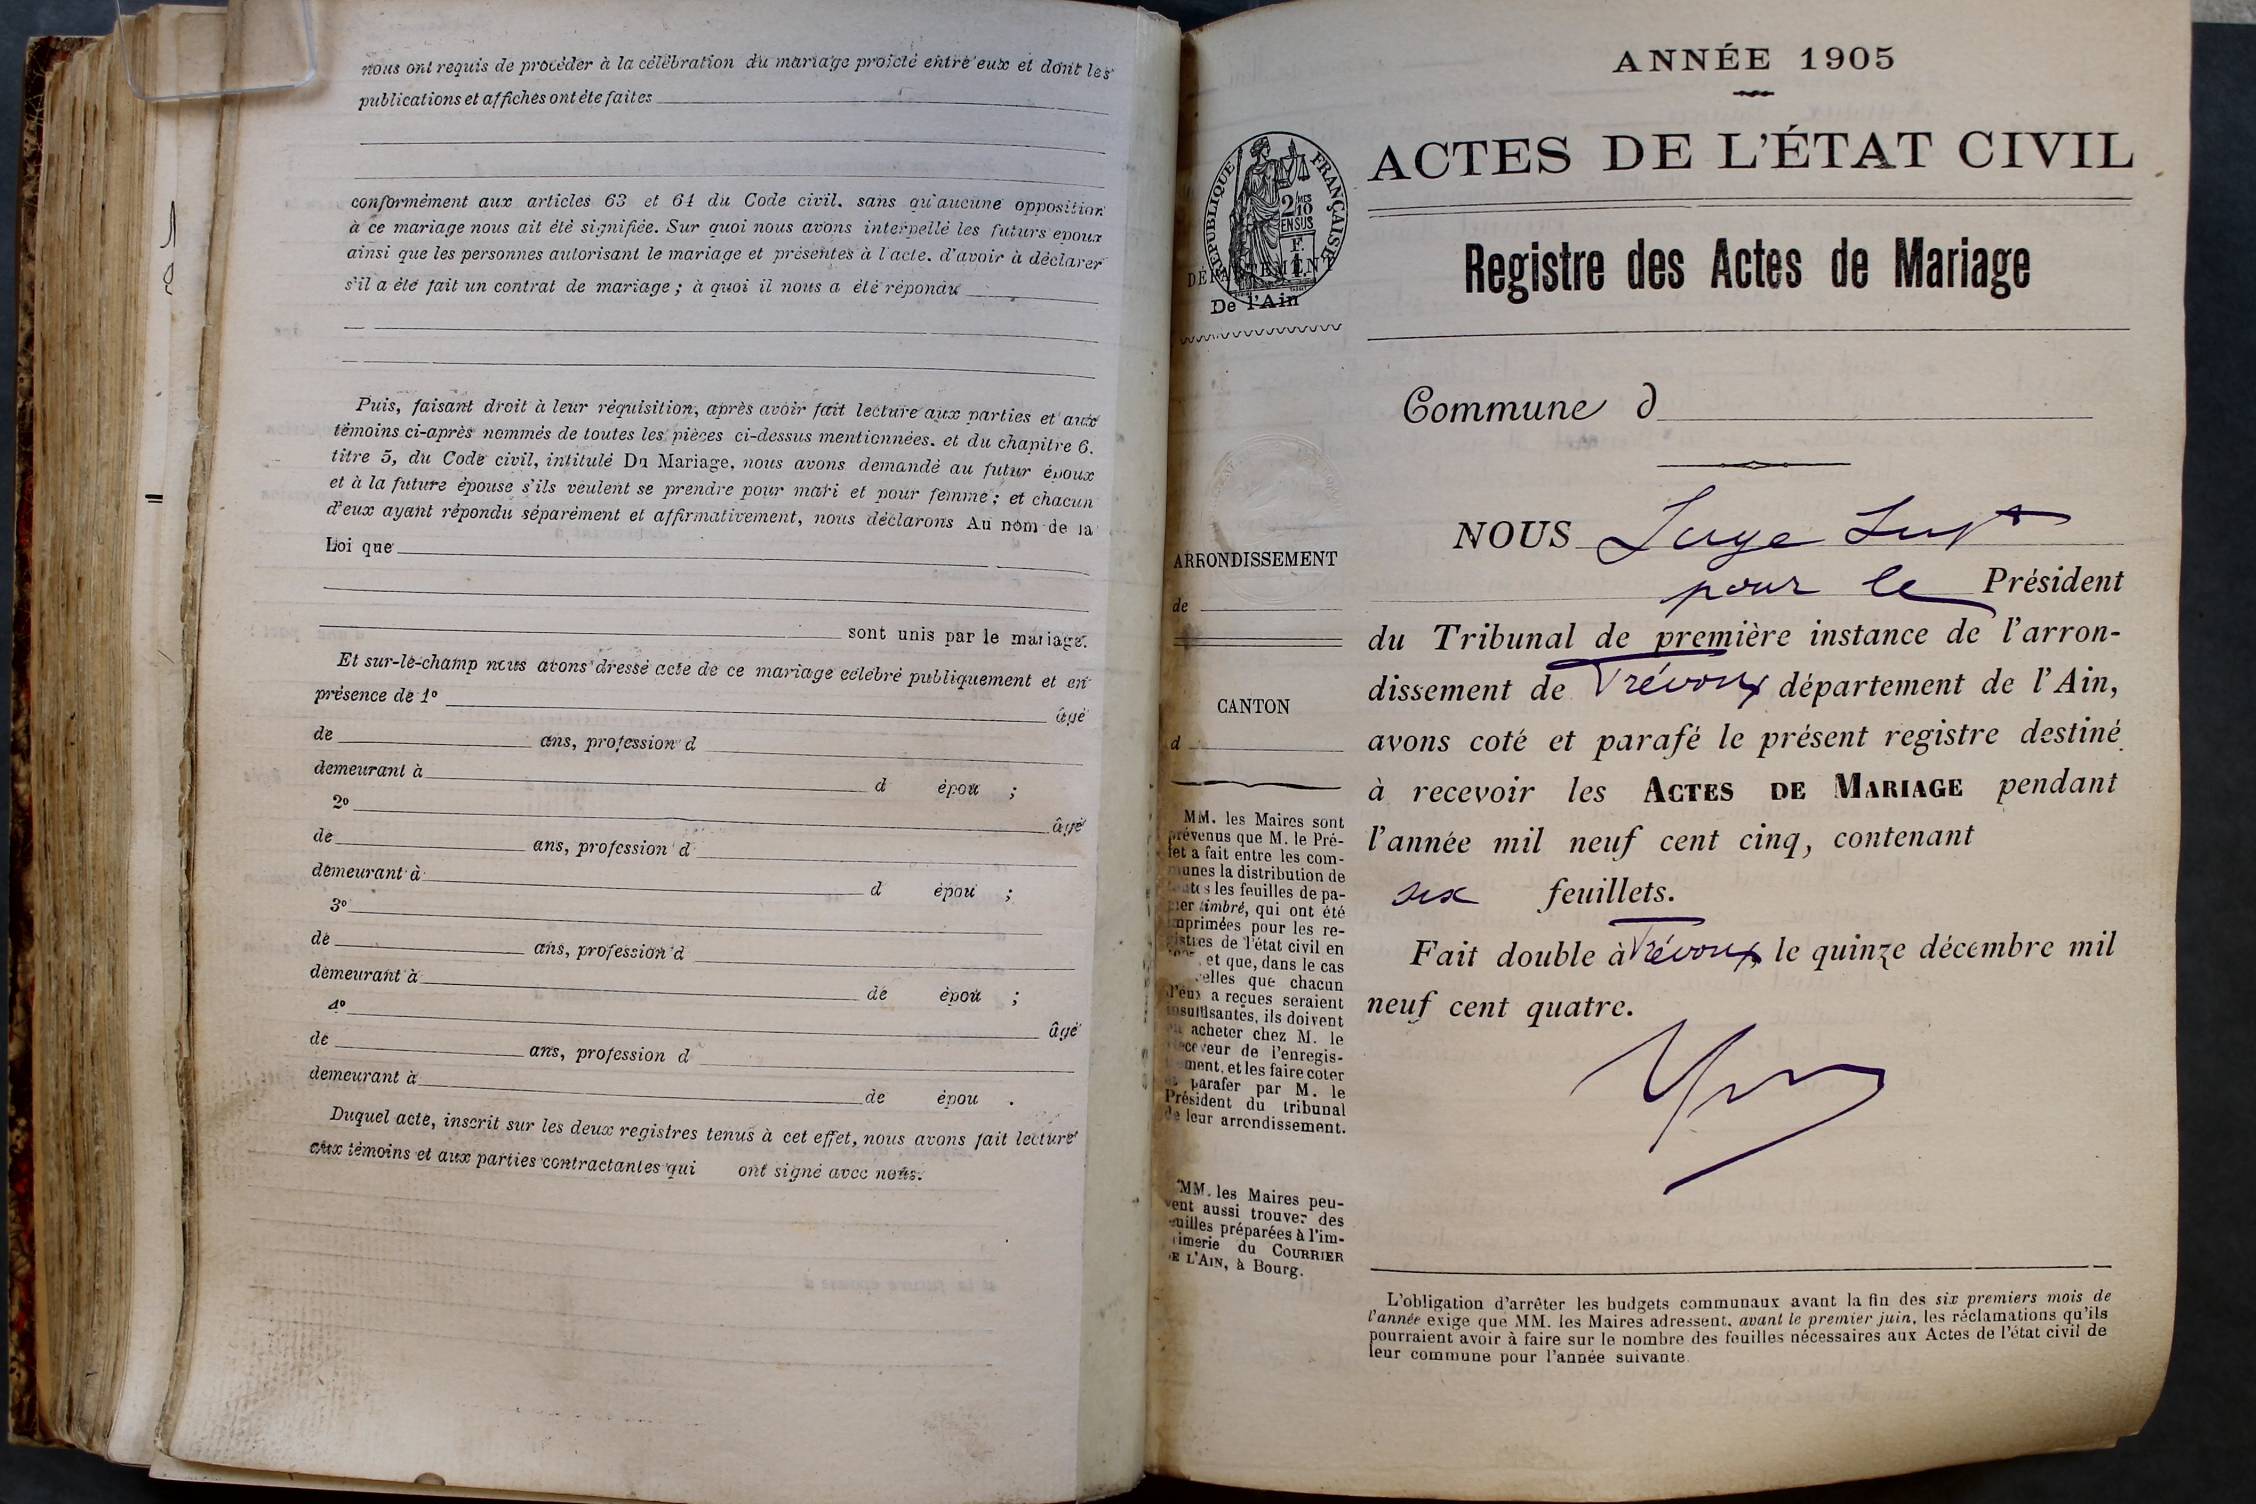 nous ont requis de procéder à la célébration du mariage projeté entre eux et dont les
publications et affiches ont été faites
conformément aux articles 63 et 64 du Code civil, sans qu'aucune opposition
à ce mariage nous ait été signifiée. Sur quoi nous avons interpellé les futurs époux
ainsi que les personnes autorisant le mariage et présentes à l'acte, d'avoir à déclarer
s'il a été fait un contrat de mariage ; à quoi il nous a été répondu
Puis, faisant droit à leur réquisition, après avoir fait lecture aux parties et aux
témoins ci-après nommés de toutes les pièces ci-dessus mentionnées, et du chapitre 6,
titre 5, du Code civil, intitulé Du Mariage, nous avons demandé au futur époux
et à la future épouse s'ils veulent se prendre pour mari et pour femme ; et chacun
d'eux ayant répondu séparément et affirmativement, nous déclarons Au nom de la
Loi que
sont unis par le mariage.
Et sur-le-champ nous avons dressé acte de ce mariage célébré publiquement et en
présence de 1º
âgé
de ans, profession d
demeurant à d épou ;
2º
âgé
de ans, profession d
demeurant à d épou ;
3º
de ans, profession d
demeurant à de épou ;
4º
âgé
de ans, profession d
demeurant à de épou .
Duquel acte, inscrit sur les deux registres tenus à cet effet, nous avons fait lecture
aux témoins et aux parties contractantes qui ont signé avec nous.
ANNÉE 1905
ACTES DE L'ÉTAT CIVIL
Registre des Actes de Mariage
RÉPUBLIQUE FRANÇAISE
2/10
EN SUS
DÉPARTEMENT
De l'Ain
Commune d
NOUS Juge Supt
pour le Président
du Tribunal de première instance de l'arron-
dissement de Trévoux département de l'Ain,
avons coté et parafé le présent registre destiné
à recevoir les ACTES DE MARIAGE pendant
l'année mil neuf cent cinq, contenant
six feuillets.
Fait double à Trévoux, le quinze décembre mil
neuf cent quatre.
ARRONDISSEMENT
de
CANTON
d
MM. les Maires sont
prévenus que M. le Pré-
fet a fait entre les com-
munes la distribution de
toutes les feuilles de pa-
pier timbré, qui ont été
imprimées pour les re-
gistres de l'état civil en
et que, dans le cas
celles que chacun
d'eux a reçues seraient
insuffisantes, ils doivent
en acheter chez M. le
Receveur de l'enregis-
trement, et les faire coter
et parafer par M. le
Président du tribunal
de leur arrondissement.
MM. les Maires peu-
vent aussi trouver des
feuilles préparées à l'im-
primerie du COURRIER
DE L'AIN, à Bourg.
L'obligation d'arrêter les budgets communaux avant la fin des six premiers mois de
l'année exige que MM. les Maires adressent, avant le premier juin, les réclamations qu'ils
pourraient avoir à faire sur le nombre des feuilles nécessaires aux Actes de l'état civil de
leur commune pour l'année suivante.